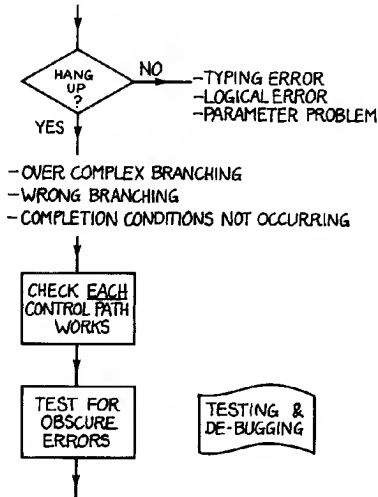 HANG
UP
?
NO
-TYPING ERROR
-LOGICAL ERROR
-PARAMETER PROBLEM
YES
-OVER COMPLEX BRANCHING
-WRONG BRANCHING
-COMPLETION CONDITIONS NOT OCCURRING
CHECK EACH
CONTROL PATH
WORKS
TEST FOR
OBSCURE
ERRORS
TESTING &
DE-BUGGING